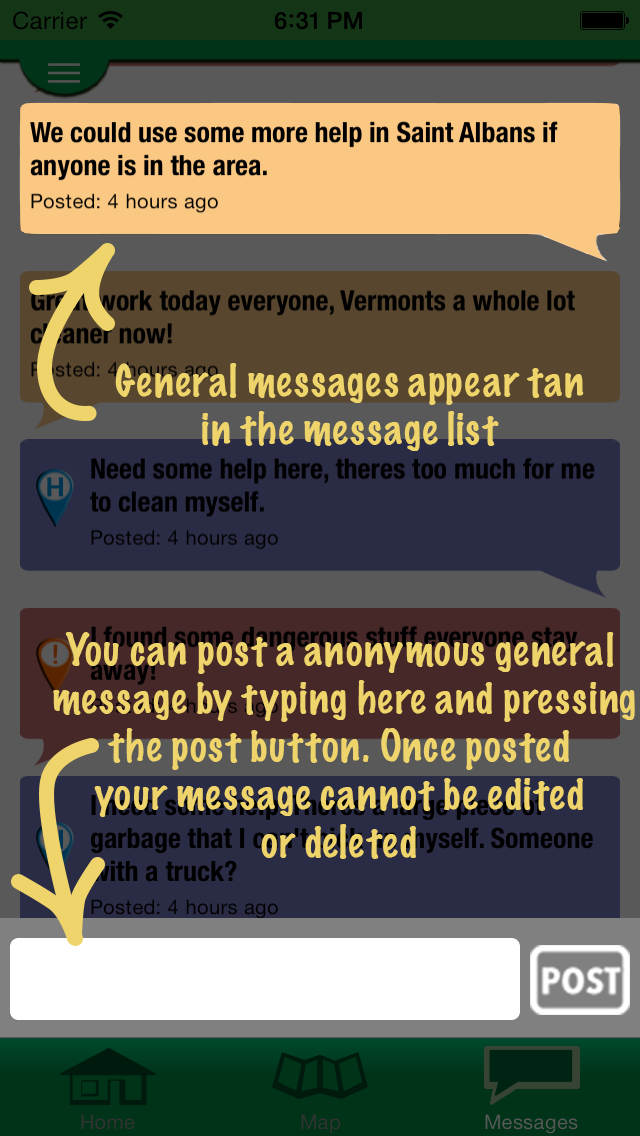 Carrier 6:31 PM
We could use some more help in Saint Albans if
anyone is in the area.
Posted: 4 hours ago
Great work today everyone, Vermonts a whole lot
cleaner now!
Posted: 4 hours ago
General messages appear tan
in the message list
H
Need some help here, theres too much for me
to clean myself.
Posted: 4 hours ago
!
I found some dangerous stuff everyone stay
away!
You can post a anonymous general
message by typing here and pressing
the post button. Once posted
your message cannot be edited
or deleted
I need some help. Theres a large piece of
garbage that I can't myself. Someone
with a truck?
Posted: 4 hours ago
POST
Home Map Messages